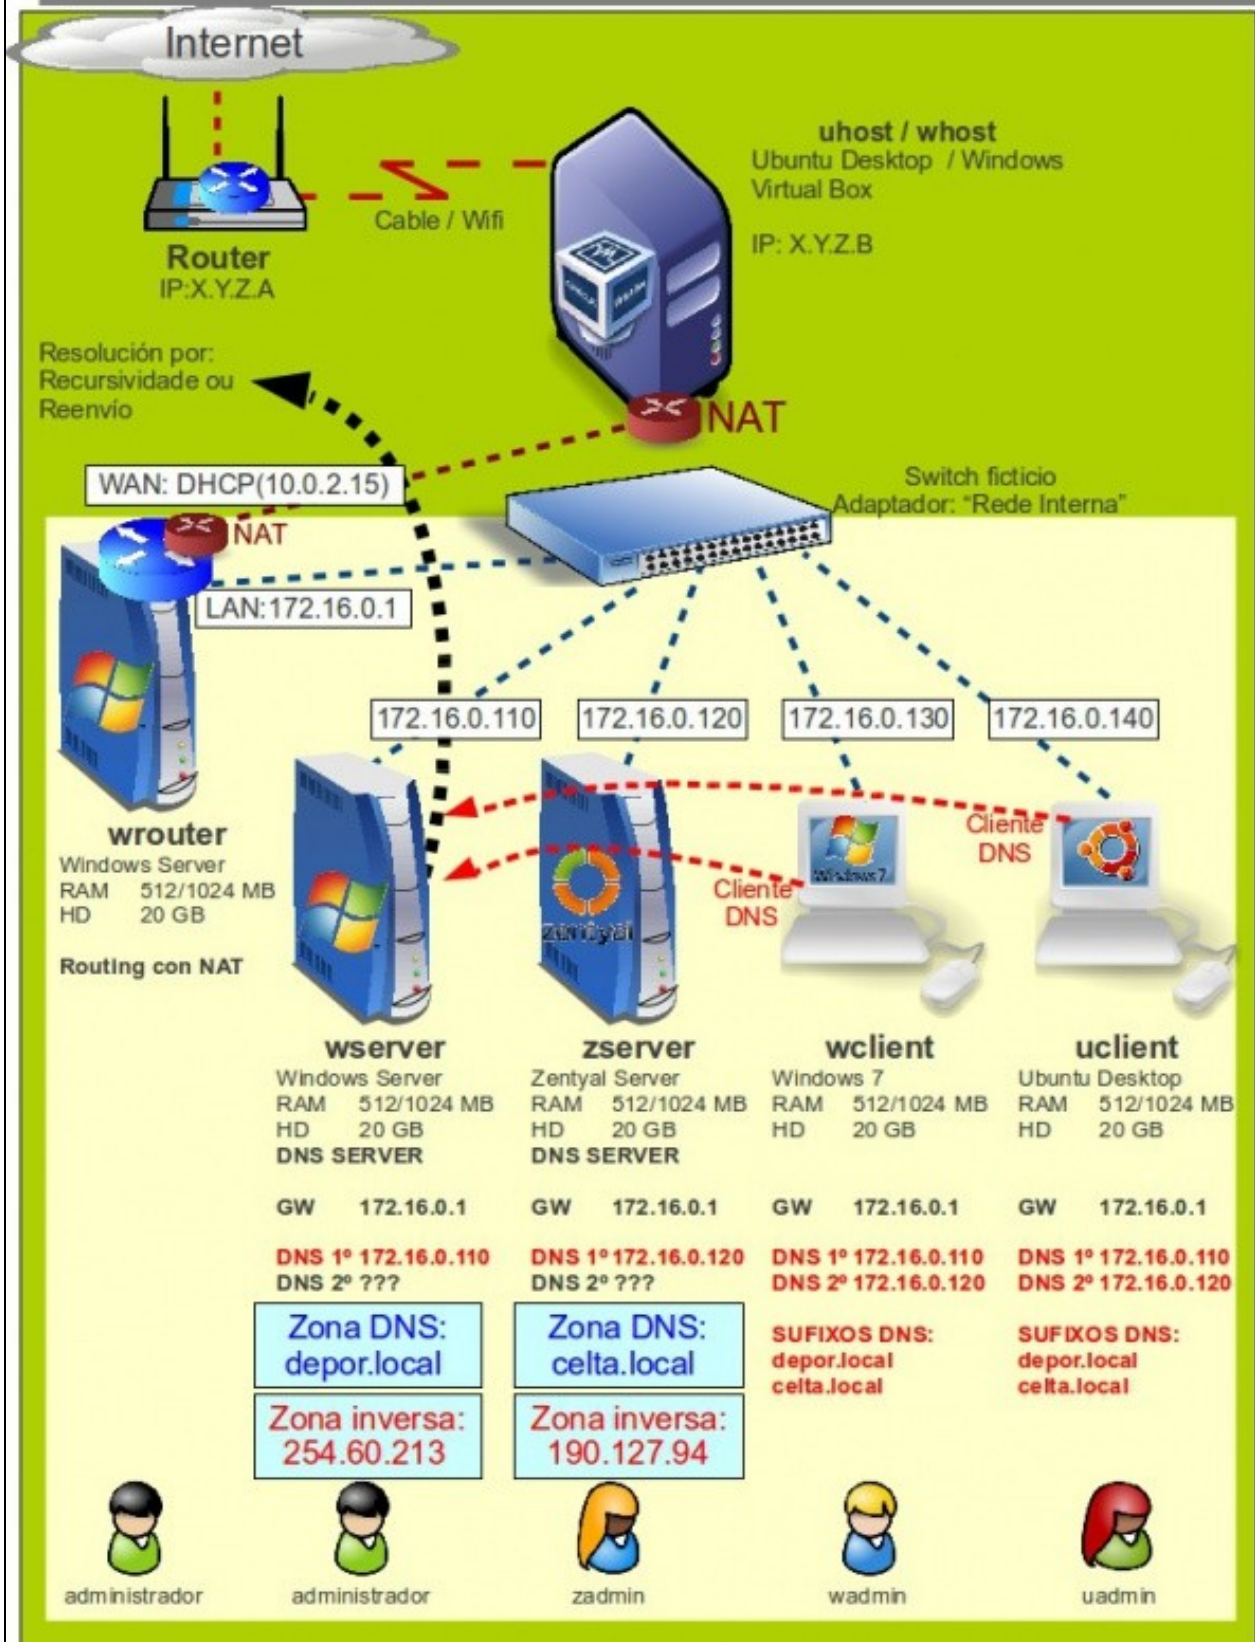 Internet
Cable / Wifi
Router
IP:X.Y.Z.A
uhost / whost
Ubuntu Desktop / Windows
Virtual Box
IP: X.Y.Z.B
Resolución por:
Recursividade ou
Reenvío
NAT
WAN: DHCP(10.0.2.15)
NAT
LAN:172.16.0.1
Switch ficticio
Adaptador: “Rede Interna”
172.16.0.110
172.16.0.120
172.16.0.130
172.16.0.140
Cliente
DNS
Cliente
DNS
Windows 7
zentyal
wrouter
Windows Server
RAM 512/1024 MB
HD 20 GB
Routing con NAT
wserver
Windows Server
RAM 512/1024 MB
HD 20 GB
DNS SERVER
GW 172.16.0.1
DNS 1º 172.16.0.110
DNS 2º ???
Zona DNS:
depor.local
Zona inversa:
254.60.213
zserver
Zentyal Server
RAM 512/1024 MB
HD 20 GB
DNS SERVER
GW 172.16.0.1
DNS 1º 172.16.0.120
DNS 2º ???
Zona DNS:
celta.local
Zona inversa:
190.127.94
wclient
Windows 7
RAM 512/1024 MB
HD 20 GB
GW 172.16.0.1
DNS 1º 172.16.0.110
DNS 2º 172.16.0.120
SUFIXOS DNS:
depor.local
celta.local
uclient
Ubuntu Desktop
RAM 512/1024 MB
HD 20 GB
GW 172.16.0.1
DNS 1º 172.16.0.110
DNS 2º 172.16.0.120
SUFIXOS DNS:
depor.local
celta.local
administrador
administrador
zadmin
wadmin
uadmin